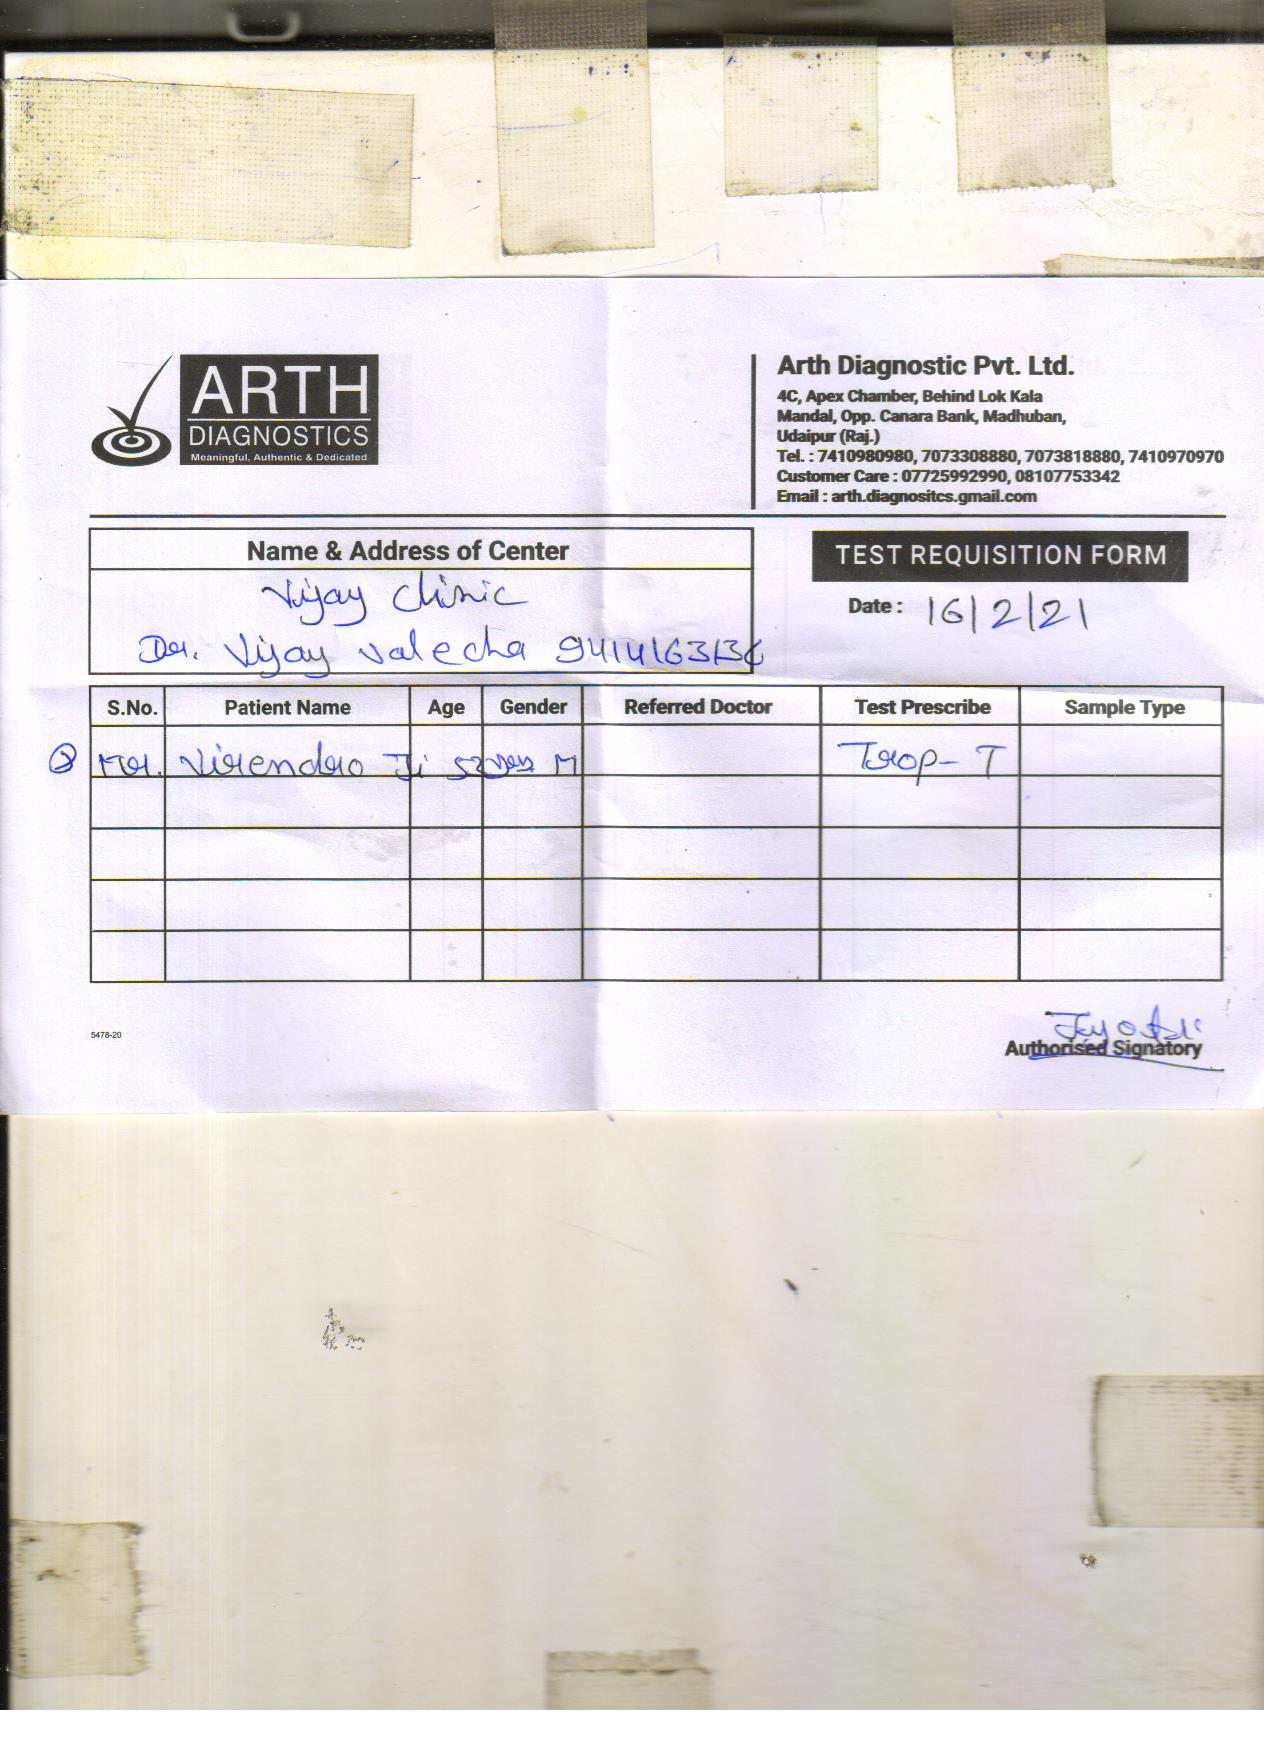 ARTH
DIAGNOSTICS
Meaningful, Authentic & Dedicated
Arth Diagnostic Pvt. Ltd.
4C, Apex Chamber, Behind Lok Kala
Mandal, Opp. Canara Bank, Madhuban,
Udaipur (Raj.)
Tel. : 7410980980, 7073308880, 7073818880, 7410970970
Customer Care : 07725992990, 08107753342
Email : arth.diagnositcs.gmail.com
Name & Address of Center
Vijay Clinic
Dr. Vijay Valecha 9414163136
TEST REQUISITION FORM
Date : 16/2/21
S.No. Patient Name Age Gender Referred Doctor Test Prescribe Sample Type
Mr. Virendra Ji 52 yes M Trop-T
5478-20
Authorised Signatory